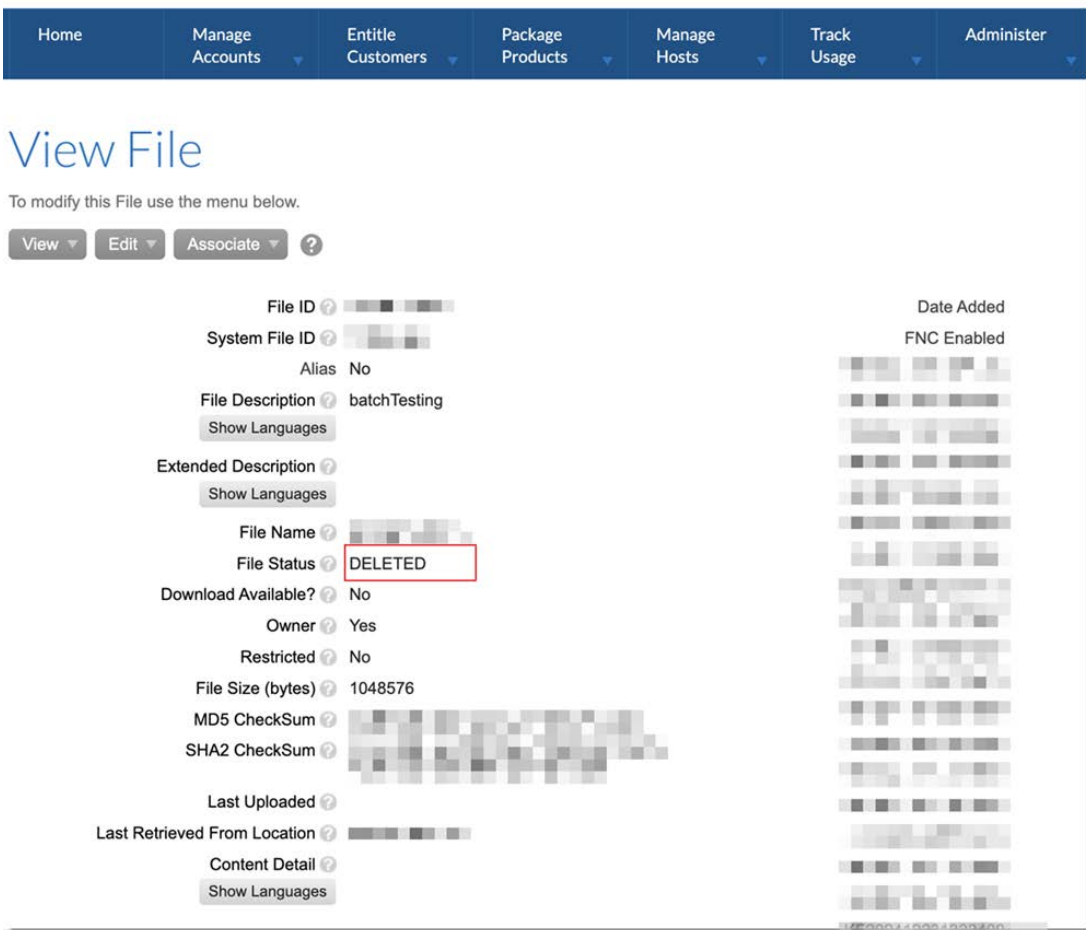 Home
Manage Accounts
Entitle Customers
Package Products
Manage Hosts
Track Usage
Administer
View File
To modify this File use the menu below.
View
Edit
Associate
?
File ID
Date Added
System File ID
FNC Enabled
Alias No
File Description batchTesting
Show Languages
Extended Description
Show Languages
File Name
File Status DELETED
Download Available? No
Owner Yes
Restricted No
File Size (bytes) 1048576
MD5 CheckSum
SHA2 CheckSum
Last Uploaded
Last Retrieved From Location
Content Detail
Show Languages